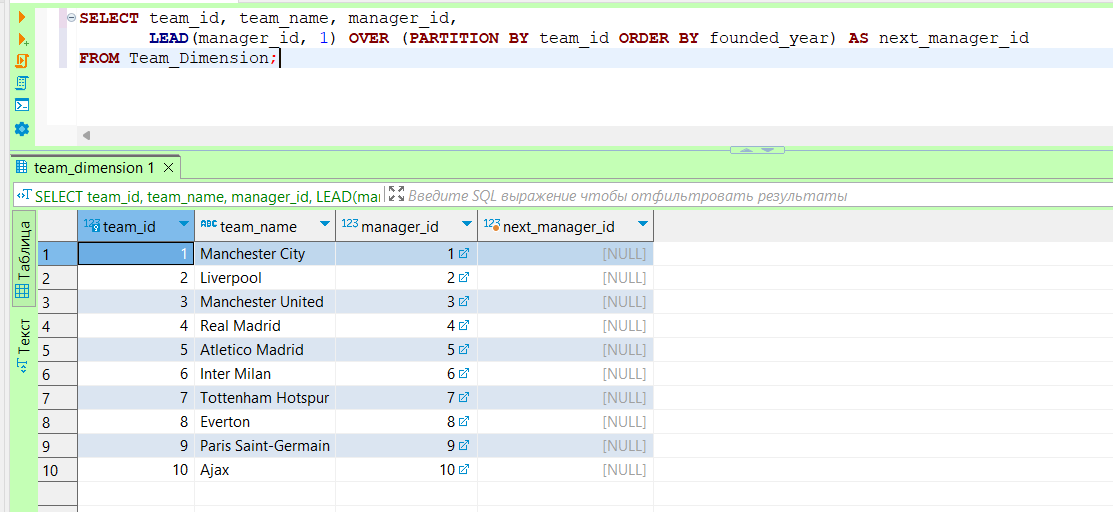 SELECT team_id, team_name, manager_id,
LEAD(manager_id, 1) OVER (PARTITION BY team_id ORDER BY founded_year) AS next_manager_id
FROM Team_Dimension;
team_dimension 1
SELECT team_id, team_name, manager_id, LEAD(ma
Введите SQL выражение чтобы отфильтровать результаты
Таблица
Текст
123 team_id ABC team_name 123 manager_id 123 next_manager_id
1 1 Manchester City 1 [NULL]
2 2 Liverpool 2 [NULL]
3 3 Manchester United 3 [NULL]
4 4 Real Madrid 4 [NULL]
5 5 Atletico Madrid 5 [NULL]
6 6 Inter Milan 6 [NULL]
7 7 Tottenham Hotspur 7 [NULL]
8 8 Everton 8 [NULL]
9 9 Paris Saint-Germain 9 [NULL]
10 10 Ajax 10 [NULL]